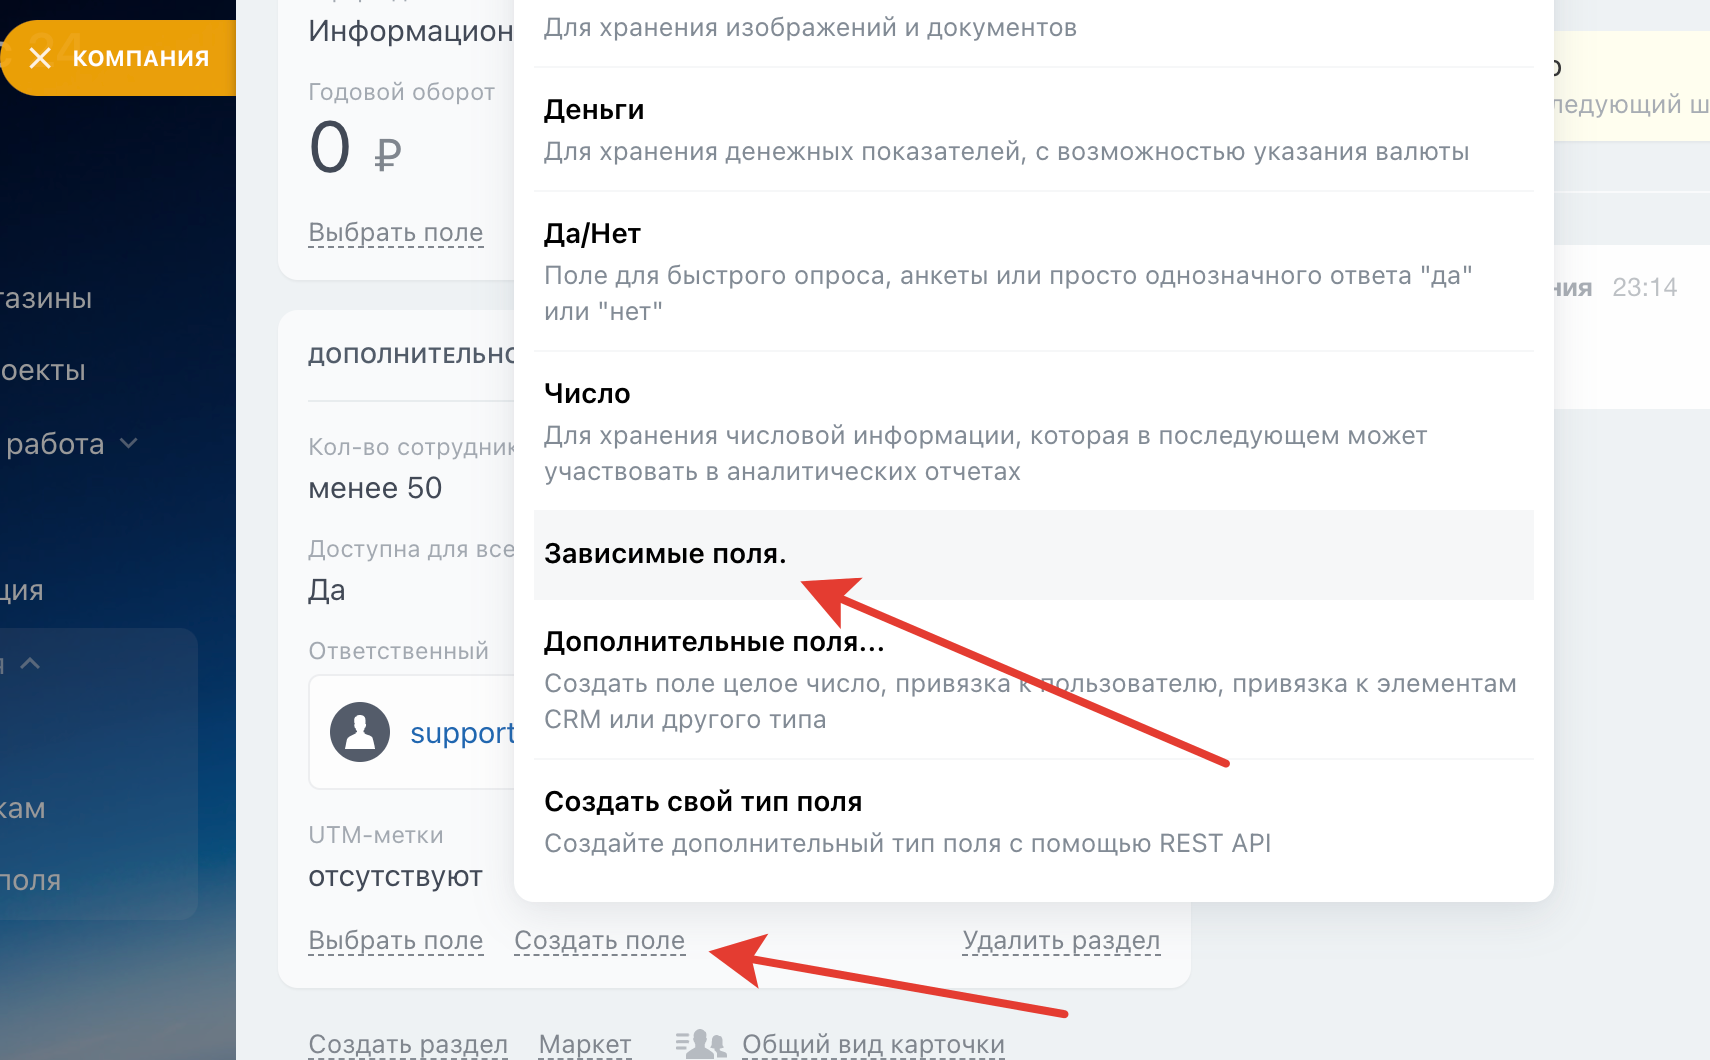 КОМПАНИЯ
газины
оекты
работа
ция
я
кам
поля
Информацион
Годовой оборот
0 ₽
Выбрать поле
дополнительно
Кол-во сотрудник
менее 50
Доступна для все
Да
Ответственный
support
UTM-метки
отсутствуют
Выбрать поле
Создать поле
Удалить раздел
Создать раздел
Маркет
Общий вид карточки
Для хранения изображений и документов
Деньги
Для хранения денежных показателей, с возможностью указания валюты
Да/Нет
Поле для быстрого опроса, анкеты или просто однозначного ответа "да"
или "нет"
Число
Для хранения числовой информации, которая в последующем может
участвовать в аналитических отчетах
Зависимые поля.
Дополнительные поля...
Создать поле целое число, привязка к пользователю, привязка к элементам
CRM или другого типа
Создать свой тип поля
Создайте дополнительный тип поля с помощью REST API
о
ледующий ш
ния 23:14